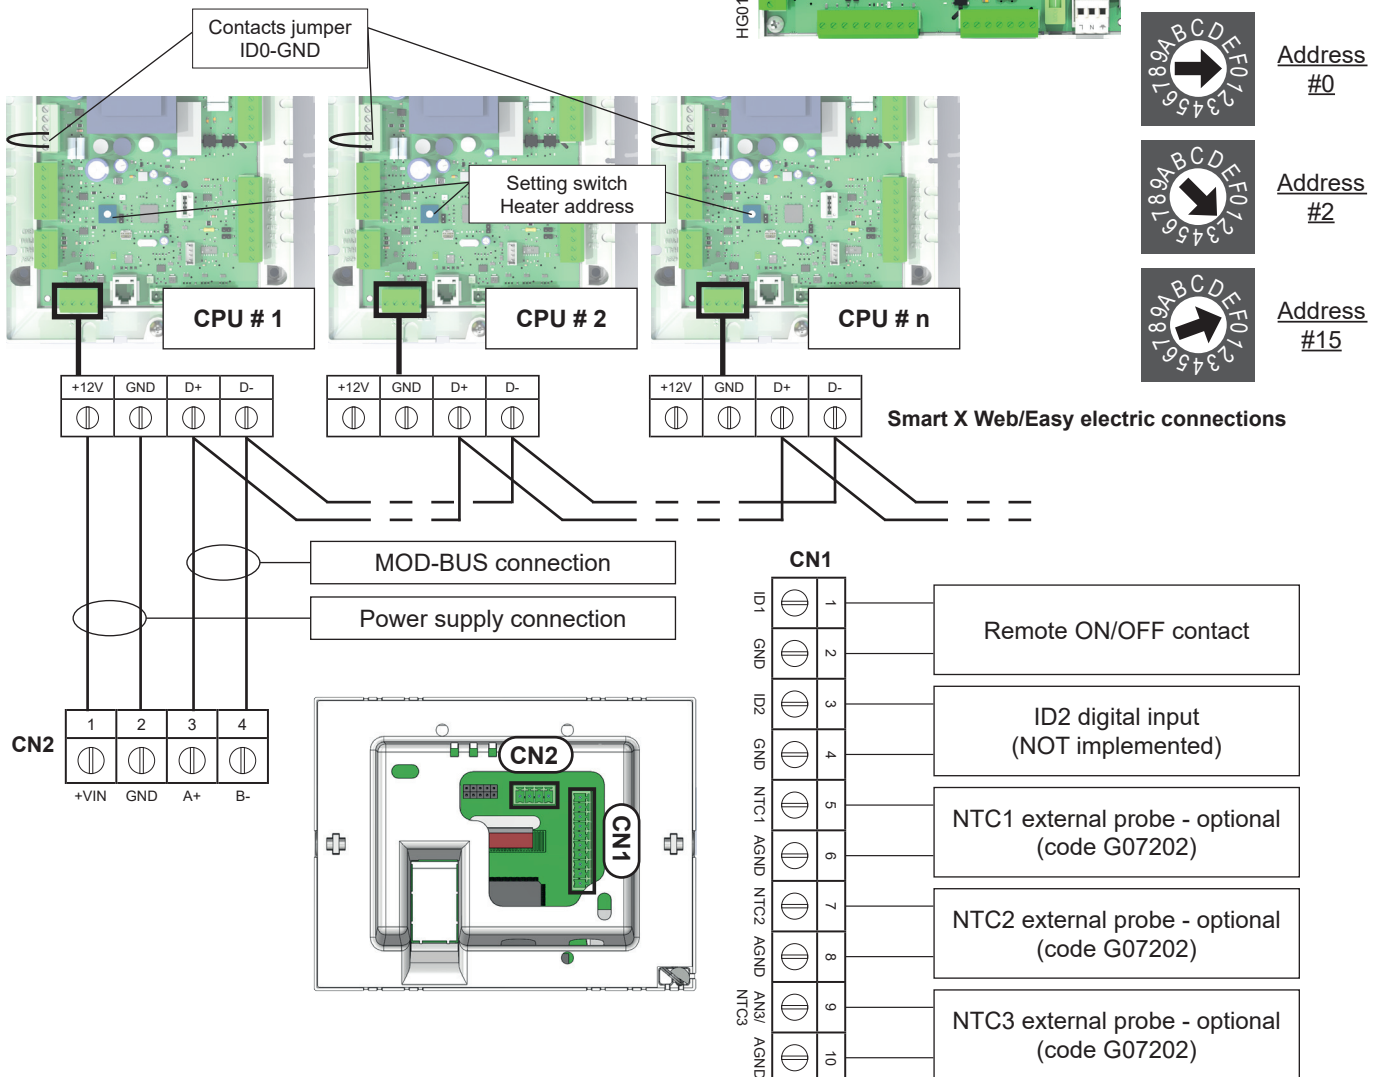 HG01
Contacts jumper
ID0-GND
Setting switch
Heater address
CPU # 1
CPU # 2
CPU # n
789ABCDEF0123456
Address
#0
789ABCDEF0123456
Address
#2
789ABCDEF0123456
Address
#15
+12V GND D+ D-
+12V GND D+ D-
+12V GND D+ D-
Smart X Web/Easy electric connections
MOD-BUS connection
Power supply connection
CN2
1 2 3 4
+VIN GND A+ B-
CN2
CN1
CN1
ID1 1
GND 2
Remote ON/OFF contact
ID2 3
GND 4
ID2 digital input
(NOT implemented)
NTC1 5
AGND 6
NTC1 external probe - optional
(code G07202)
NTC2 7
AGND 8
NTC2 external probe - optional
(code G07202)
AN3/
NTC3 9
AGND 10
NTC3 external probe - optional
(code G07202)